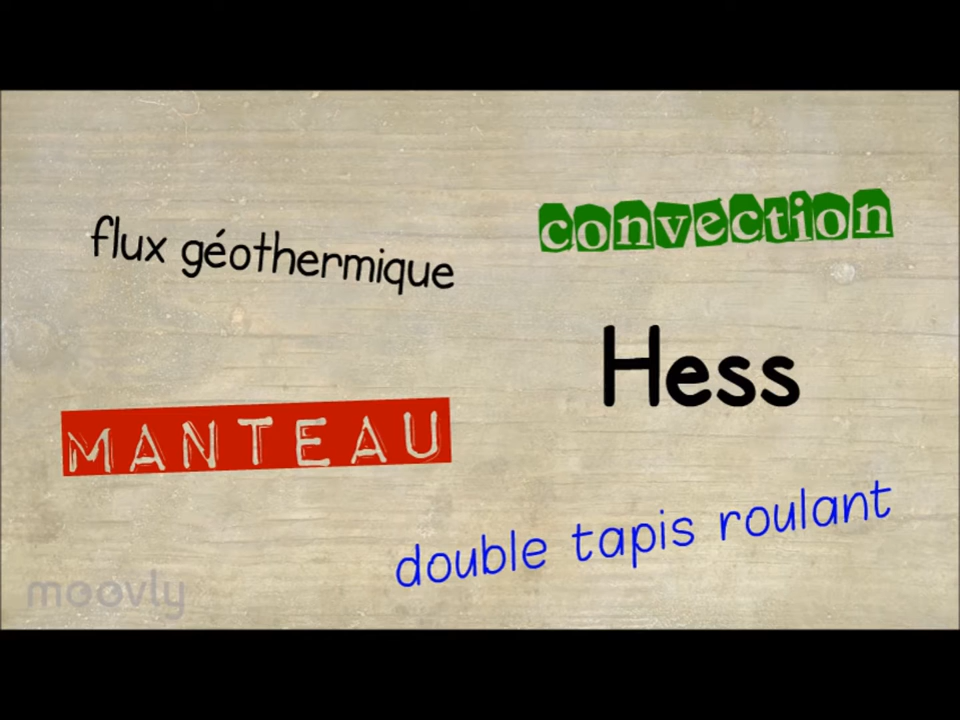 convection
flux géothermique
Hess
MANTEAU
double tapis roulant
moovly